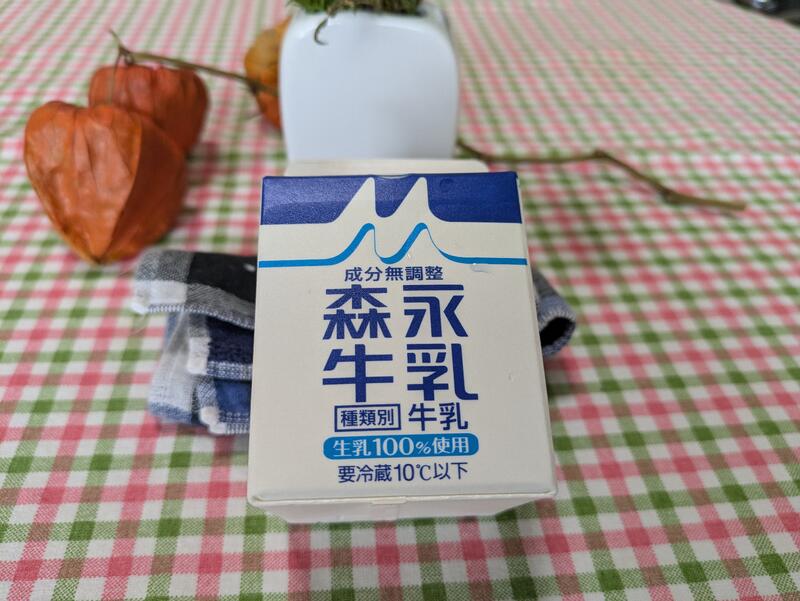 成分無調整
森永
牛乳
種類別 牛乳
生乳100%使用
要冷蔵10℃以下